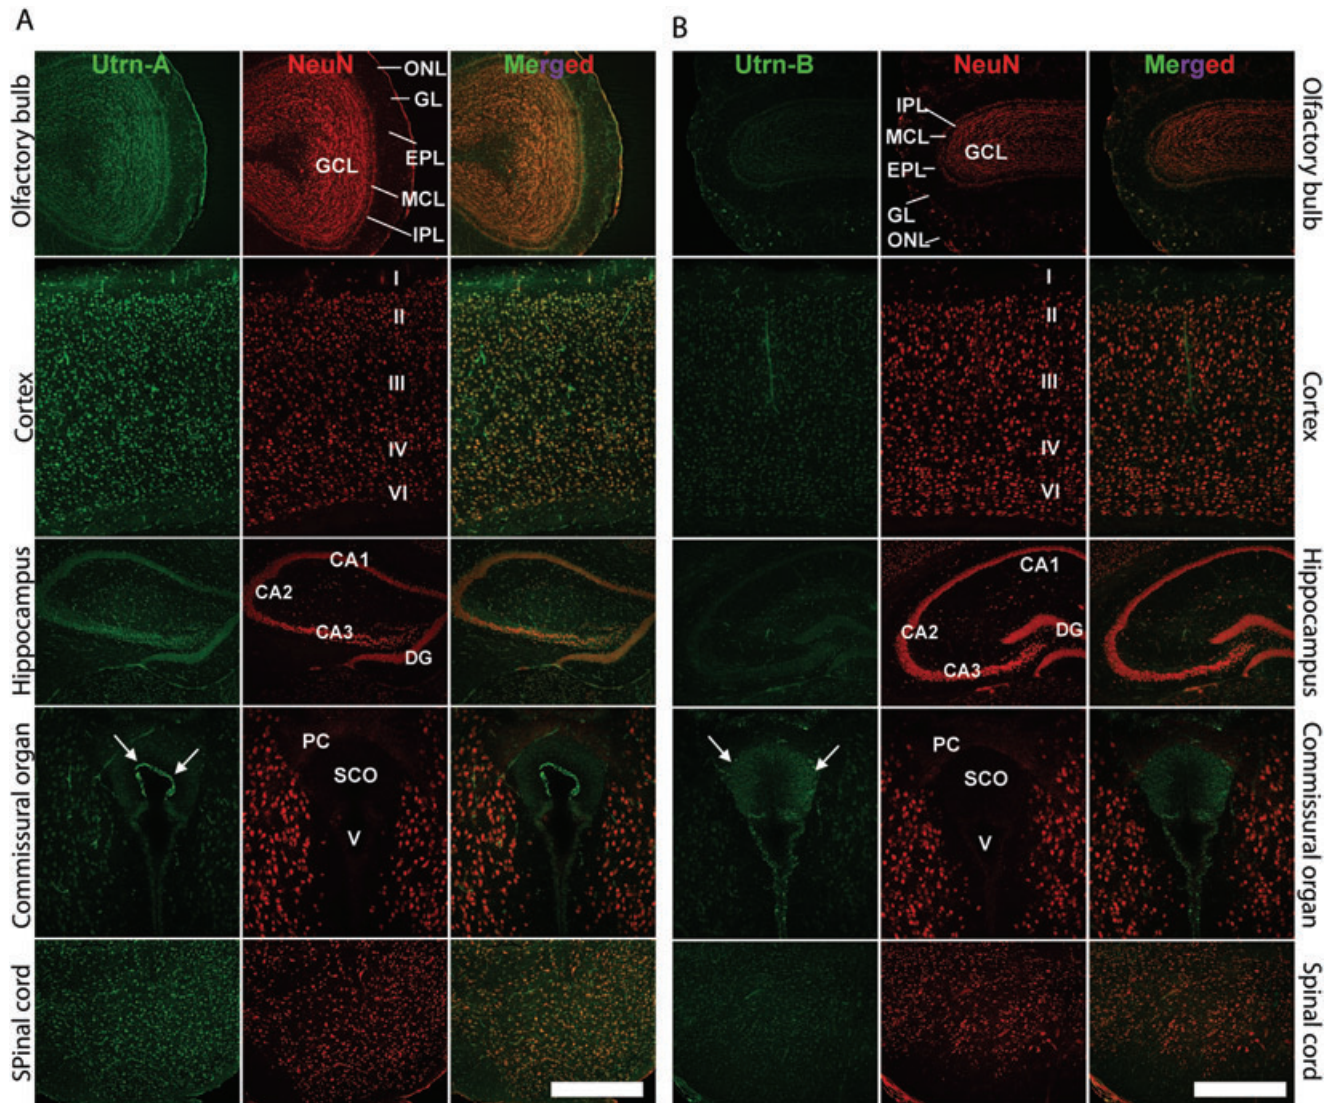 A
B
Utrn-A
NeuN
Merged
Utrn-B
NeuN
Merged
Olfactory bulb
ONL
GL
EPL
GCL
MCL
IPL
IPL
MCL
GCL
EPL
GL
ONL
Olfactory bulb
Cortex
I
II
III
IV
VI
I
II
III
IV
VI
Cortex
Hippocampus
CA1
CA2
CA3
DG
CA1
CA2
DG
CA3
Hippocampus
Commissural organ
PC
SCO
V
PC
SCO
V
Commissural organ
SPinal cord
Spinal cord